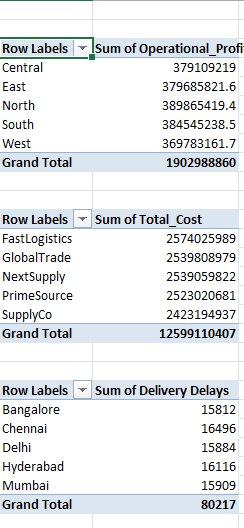 Row Labels Sum of Operational_Profi
Central 379109219
East 379685821.6
North 389865419.4
South 384545238.5
West 369783161.7
Grand Total 1902988860
Row Labels Sum of Total_Cost
FastLogistics 2574025989
GlobalTrade 2539808979
NextSupply 2539059822
PrimeSource 2523020681
SupplyCo 2423194937
Grand Total 12599110407
Row Labels Sum of Delivery Delays
Bangalore 15812
Chennai 16496
Delhi 15884
Hyderabad 16116
Mumbai 15909
Grand Total 80217